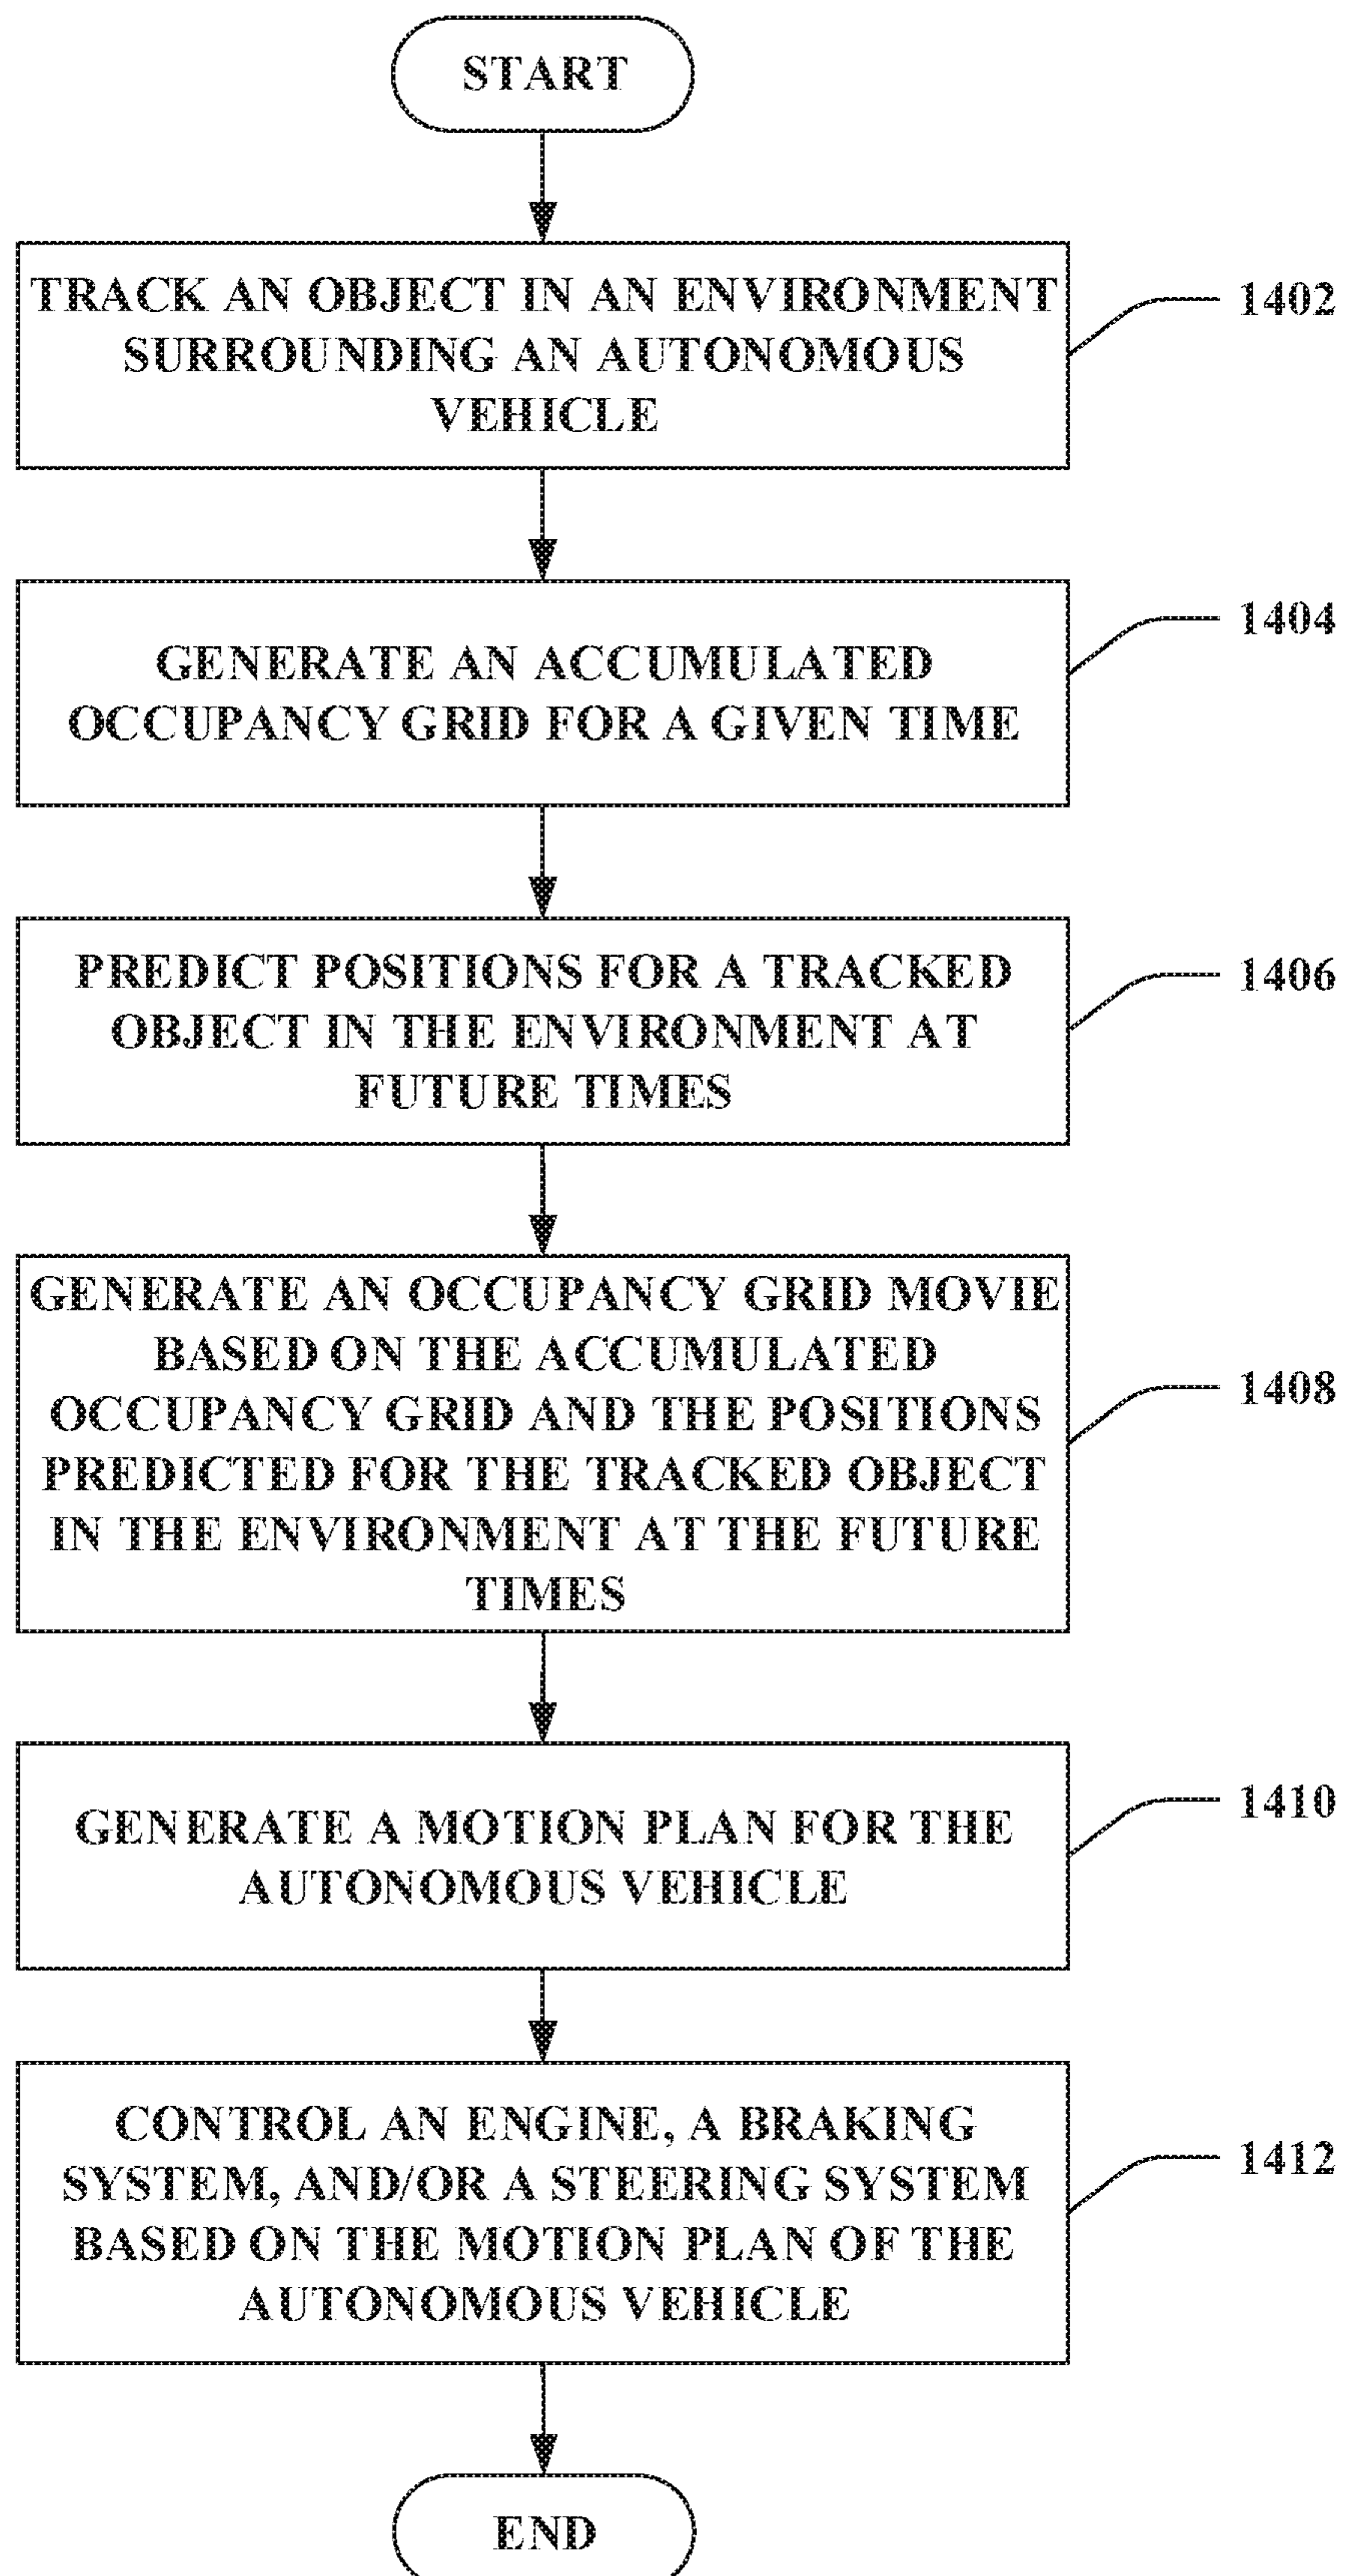 START
TRACK AN OBJECT IN AN ENVIRONMENT
SURROUNDING AN AUTONOMOUS
VEHICLE
1402
GENERATE AN ACCUMULATED
OCCUPANCY GRID FOR A GIVEN TIME
1404
PREDICT POSITIONS FOR A TRACKED
OBJECT IN THE ENVIRONMENT AT
FUTURE TIMES
1406
GENERATE AN OCCUPANCY GRID MOVIE
BASED ON THE ACCUMULATED
OCCUPANCY GRID AND THE POSITIONS
PREDICTED FOR THE TRACKED OBJECT
IN THE ENVIRONMENT AT THE FUTURE
TIMES
1408
GENERATE A MOTION PLAN FOR THE
AUTONOMOUS VEHICLE
1410
CONTROL AN ENGINE, A BRAKING
SYSTEM, AND/OR A STEERING SYSTEM
BASED ON THE MOTION PLAN OF THE
AUTONOMOUS VEHICLE
1412
END